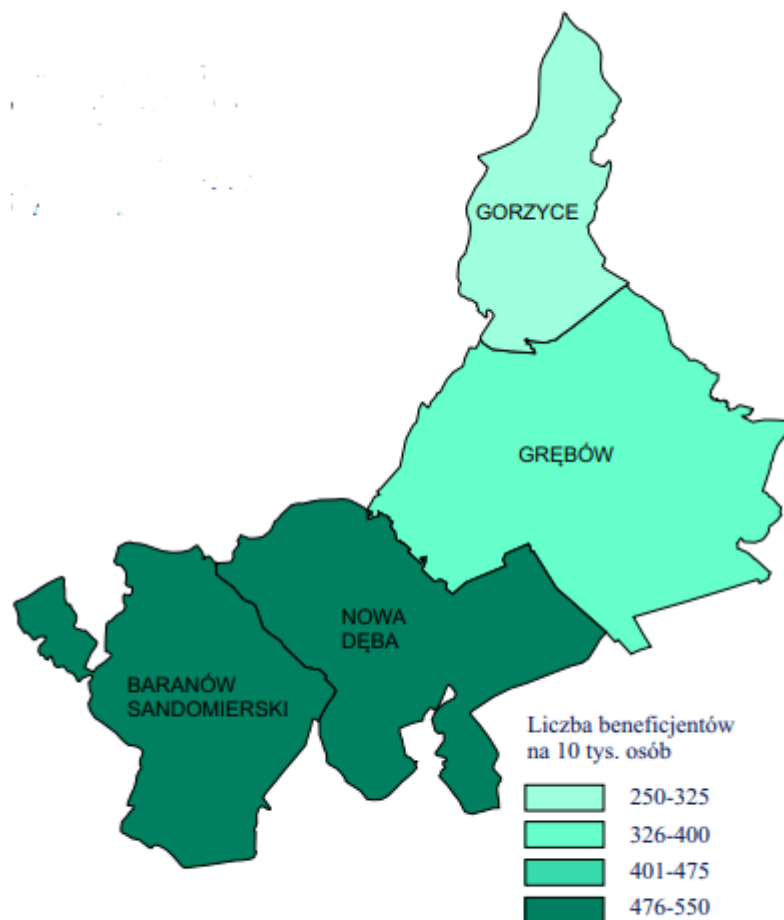 GORZYCE
GRĘBÓW
NOWA
DĘBA
BARANÓW
SANDOMIERSKI
Liczba beneficjentów
na 10 tys. osób
250-325
326-400
401-475
476-550